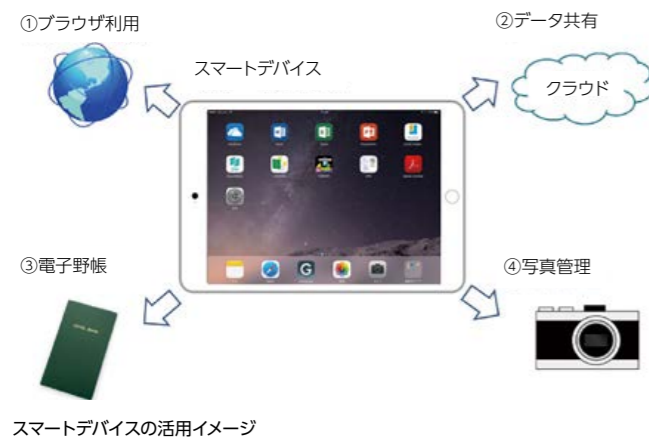 ①ブラウザ利用
②データ共有
スマートデバイス
クラウド
③電子野帳
④写真管理
スマートデバイスの活用イメージ